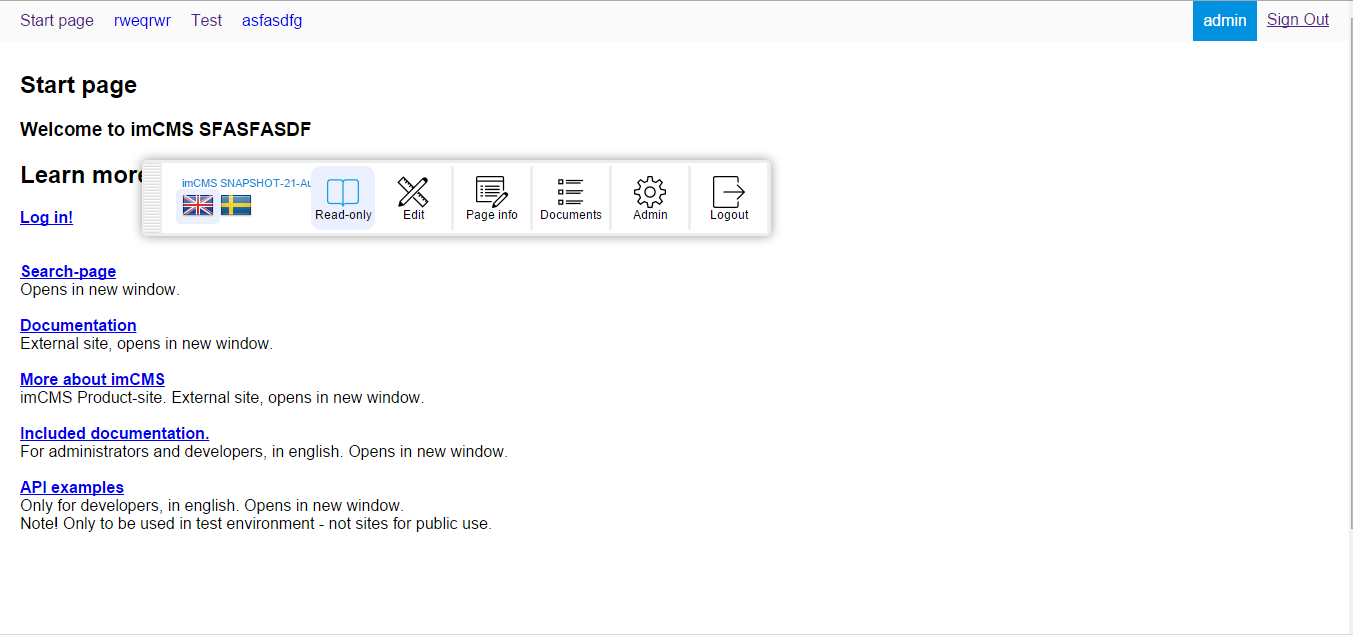 Start page rweqrwr Test asfasdfg admin Sign Out
Start page
Welcome to imCMS SFASFASDF
Learn more
imCMS SNAPSHOT-21-Au
Read-only Edit Page info Documents Admin Logout
Log in!
Search-page
Opens in new window.
Documentation
External site, opens in new window.
More about imCMS
imCMS Product-site. External site, opens in new window.
Included documentation.
For administrators and developers, in english. Opens in new window.
API examples
Only for developers, in english. Opens in new window.
Note! Only to be used in test environment - not sites for public use.